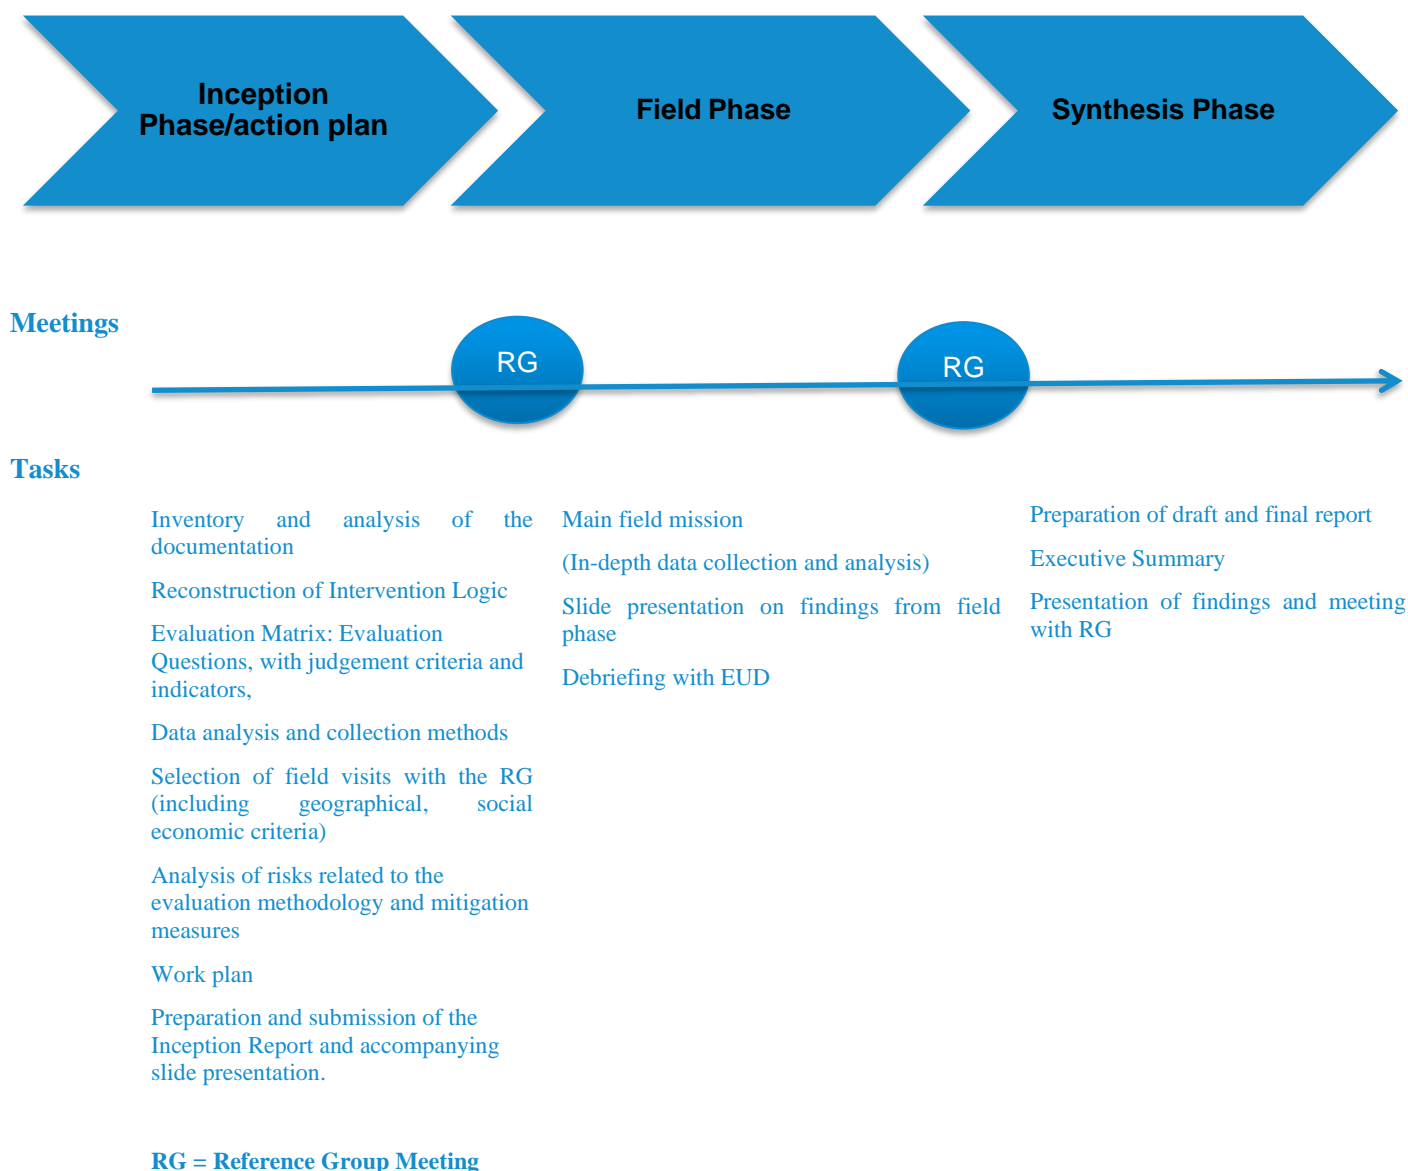 Inception
Phase/action plan
Field Phase
Synthesis Phase
Meetings
RG
RG
Tasks
Inventory and analysis of the
documentation
Reconstruction of Intervention Logic
Evaluation Matrix: Evaluation
Questions, with judgement criteria and
indicators,
Data analysis and collection methods
Selection of field visits with the RG
(including geographical, social
economic criteria)
Analysis of risks related to the
evaluation methodology and mitigation
measures
Work plan
Preparation and submission of the
Inception Report and accompanying
slide presentation.
Main field mission
(In-depth data collection and analysis)
Slide presentation on findings from field
phase
Debriefing with EUD
Preparation of draft and final report
Executive Summary
Presentation of findings and meeting
with RG
RG = Reference Group Meeting